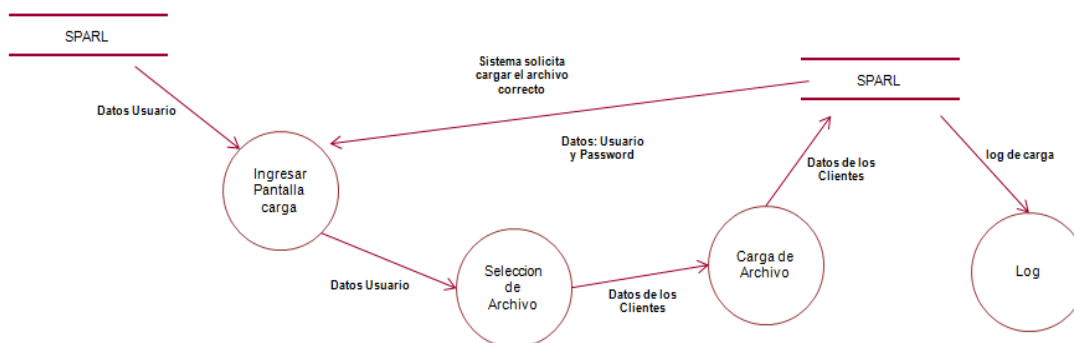 SPARL
Datos Usuario
Ingresar
Pantalla
carga
Sistema solicita
cargar el archivo
correcto
Datos: Usuario
y Password
SPARL
Datos de los
Clientes
log de carga
Datos Usuario
Seleccion
de
Archivo
Datos de los
Clientes
Carga de
Archivo
Log